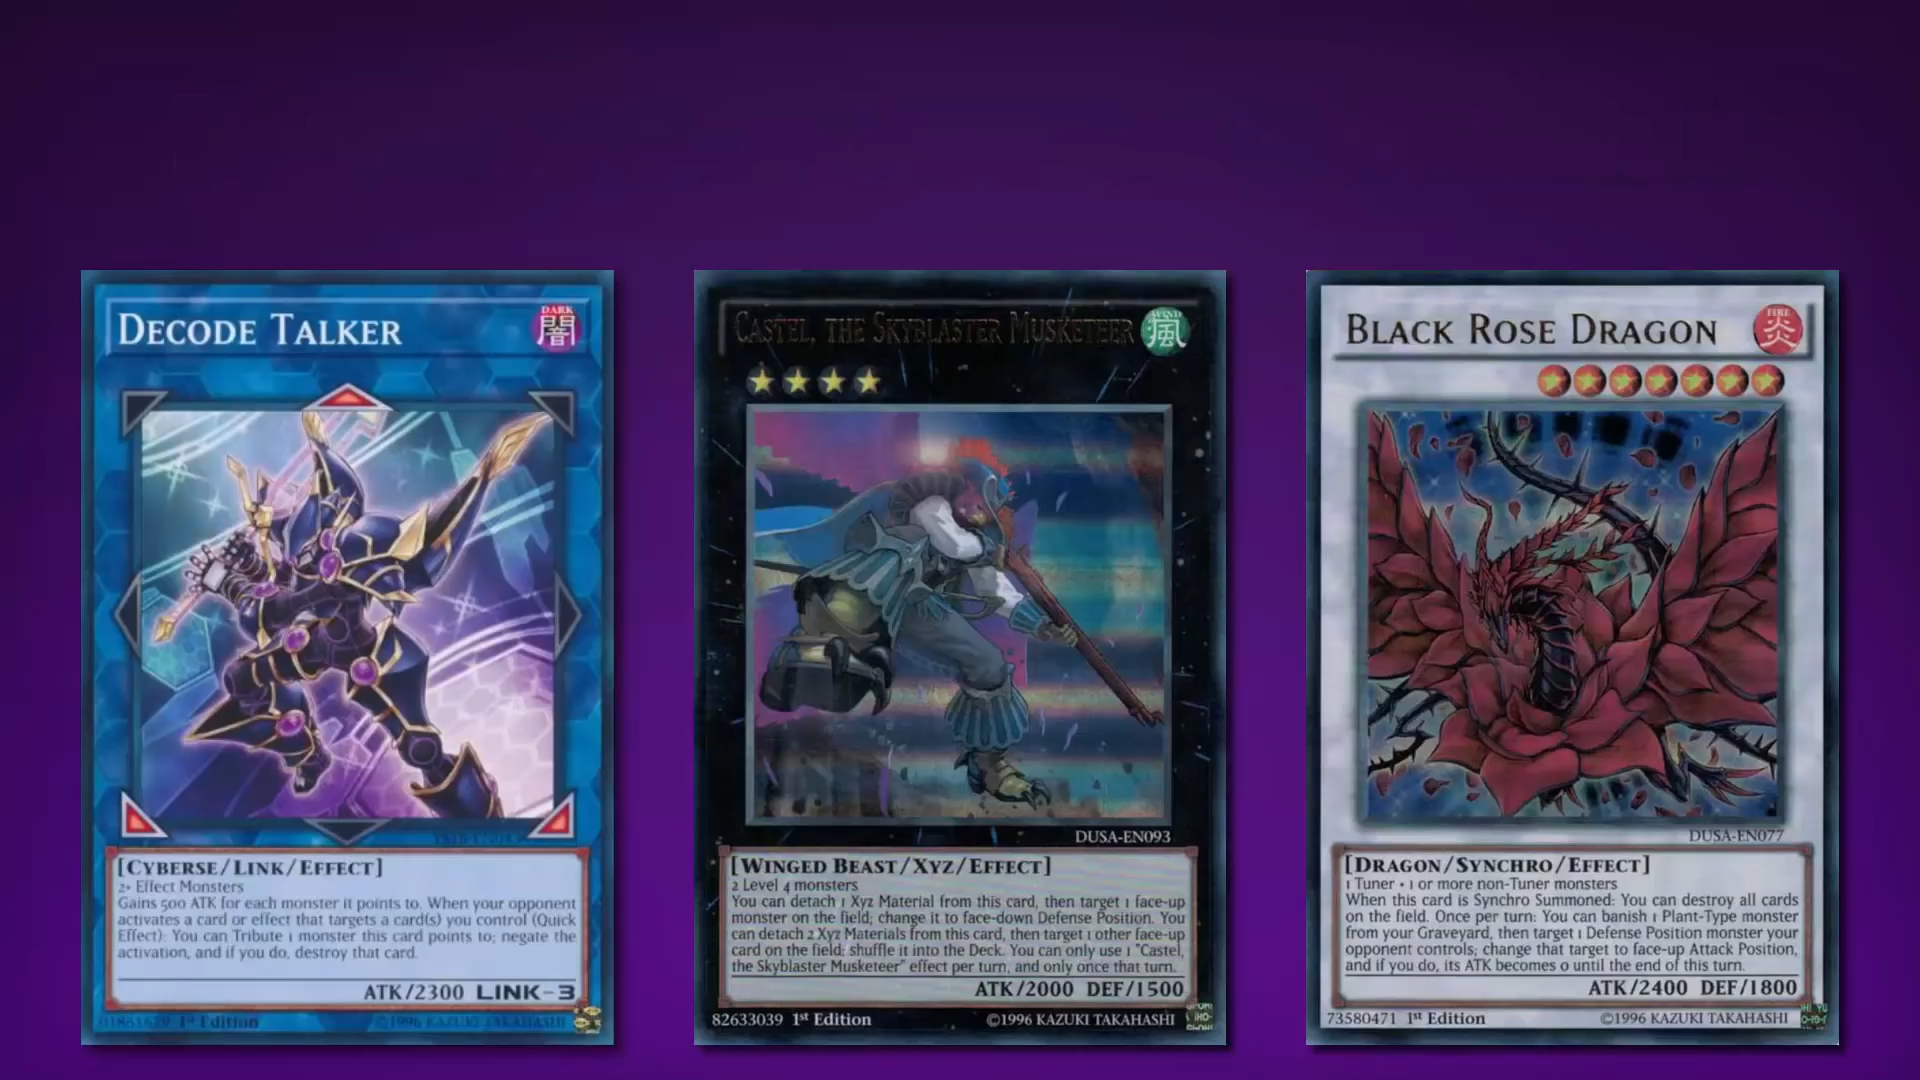 DECODE TALKER
DARK
闇
[CYBERSE/LINK/EFFECT]
2+ Effect Monsters
Gains 500 ATK for each monster it points to. When your opponent
activates a card or effect that targets a card(s) you control (Quick
Effect): You can Tribute 1 monster this card points to; negate the
activation, and if you do, destroy that card.
ATK/2300 LINK-3
01861629 1st Edition
©1996 KAZUKI TAKAHASHI
CASTEL, THE SKYBLASTER MUSKETEER
WIND
風
DUSA-EN093
[WINGED BEAST/XYZ/EFFECT]
2 Level 4 monsters
You can detach 1 Xyz Material from this card, then target 1 face-up
monster on the field; change it to face-down Defense Position. You
can detach 2 Xyz Materials from this card, then target 1 other face-up
card on the field; shuffle it into the Deck. You can only use 1 "Castel,
the Skyblaster Musketeer" effect per turn, and only once that turn.
ATK/2000 DEF/1500
82633039 1st Edition
©1996 KAZUKI TAKAHASHI
BLACK ROSE DRAGON
FIRE
炎
DUSA-EN077
[DRAGON/SYNCHRO/EFFECT]
1 Tuner + 1 or more non-Tuner monsters
When this card is Synchro Summoned: You can destroy all cards
on the field. Once per turn: You can banish 1 Plant-Type monster
from your Graveyard, then target 1 Defense Position monster your
opponent controls; change that target to face-up Attack Position,
and if you do, its ATK becomes 0 until the end of this turn.
ATK/2400 DEF/1800
73580471 1st Edition
©1996 KAZUKI TAKAHASHI